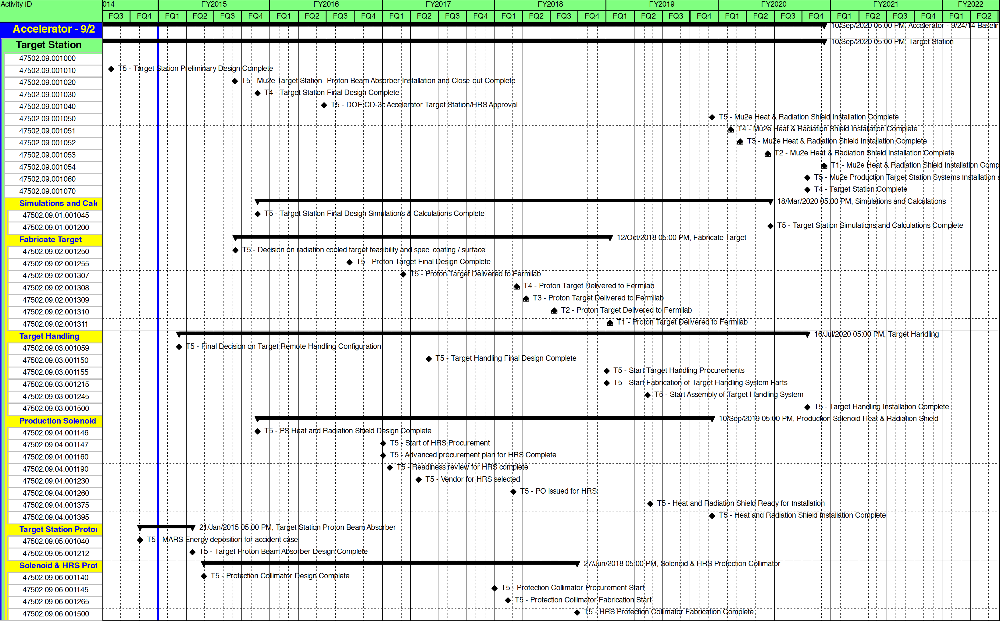 Activity ID 014 FY2015 FY2016 FY2017 FY2018 FY2019 FY2020 FY2021 FY2022
FQ3 FQ4 FQ1 FQ2 FQ3 FQ4 FQ1 FQ2 FQ3 FQ4 FQ1 FQ2 FQ3 FQ4 FQ1 FQ2 FQ3 FQ4 FQ1 FQ2 FQ3 FQ4 FQ1 FQ2 FQ3 FQ4 FQ1 FQ2 FQ3 FQ4 FQ1 FQ2
Accelerator - 9/2 10/Sep/2020 05:00 PM, Accelerator - 9/24/14 Baselin
Target Station 10/Sep/2020 05:00 PM, Target Station
47502.09.001000
47502.09.001010 T5 - Target Station Preliminary Design Complete
47502.09.001020 T5 - Mu2e Target Station- Proton Beam Absorber Installation and Close-out Complete
47502.09.001030 T4 - Target Station Final Design Complete
47502.09.001040 T5 - DOE CD-3c Accelerator Target Station/HRS Approval
47502.09.001050 T5 - Mu2e Heat & Radiation Shield Installation Complete
47502.09.001051 T4 - Mu2e Heat & Radiation Shield Installation Complete
47502.09.001052 T3 - Mu2e Heat & Radiation Shield Installation Complete
47502.09.001053 T2 - Mu2e Heat & Radiation Shield Installation Complete
47502.09.001054 T1 - Mu2e Heat & Radiation Shield Installation Comp
47502.09.001060 T5 - Mu2e Production Target Station Systems Installation
47502.09.001070 T4 - Target Station Complete
Simulations and Calc 18/Mar/2020 05:00 PM, Simulations and Calculations
47502.09.01.001045 T5 - Target Station Final Design Simulations & Calculations Complete
47502.09.01.001200 T5 - Target Station Simulations and Calculations Complete
Fabricate Target 12/Oct/2018 05:00 PM, Fabricate Target
47502.09.02.001250 T5 - Decision on radiation cooled target feasibility and spec. coating / surface
47502.09.02.001255 T5 - Proton Target Final Design Complete
47502.09.02.001307 T5 - Proton Target Delivered to Fermilab
47502.09.02.001308 T4 - Proton Target Delivered to Fermilab
47502.09.02.001309 T3 - Proton Target Delivered to Fermilab
47502.09.02.001310 T2 - Proton Target Delivered to Fermilab
47502.09.02.001311 T1 - Proton Target Delivered to Fermilab
Target Handling 16/Jul/2020 05:00 PM, Target Handling
47502.09.03.001059 T5 - Final Decision on Target Remote Handling Configuration
47502.09.03.001150 T5 - Target Handling Final Design Complete
47502.09.03.001155 T5 - Start Target Handling Procurements
47502.09.03.001215 T5 - Start Fabrication of Target Handling System Parts
47502.09.03.001245 T5 - Start Assembly of Target Handling System
47502.09.03.001500 T5 - Target Handling Installation Complete
Production Solenoid 10/Sep/2019 05:00 PM, Production Solenoid Heat & Radiation Shield
47502.09.04.001146 T5 - PS Heat and Radiation Shield Design Complete
47502.09.04.001147 T5 - Start of HRS Procurement
47502.09.04.001160 T5 - Advanced procurement plan for HRS Complete
47502.09.04.001190 T5 - Readiness review for HRS complete
47502.09.04.001230 T5 - Vendor for HRS selected
47502.09.04.001260 T5 - PO issued for HRS
47502.09.04.001375 T5 - Heat and Radiation Shield Ready for Installation
47502.09.04.001395 T5 - Heat and Radiation Shield Installation Complete
Target Station Proton 21/Jan/2015 05:00 PM, Target Station Proton Beam Absorber
47502.09.05.001040 T5 - MARS Energy deposition for accident case
47502.09.05.001212 T5 - Target Proton Beam Absorber Design Complete
Solenoid & HRS Prot 27/Jun/2018 05:00 PM, Solenoid & HRS Protection Collimator
47502.09.06.001140 T5 - Protection Collimator Design Complete
47502.09.06.001145 T5 - Protection Collimator Procurement Start
47502.09.06.001265 T5 - Protection Collimator Fabrication Start
47502.09.06.001500 T5 - HRS Protection Collimator Fabrication Complete